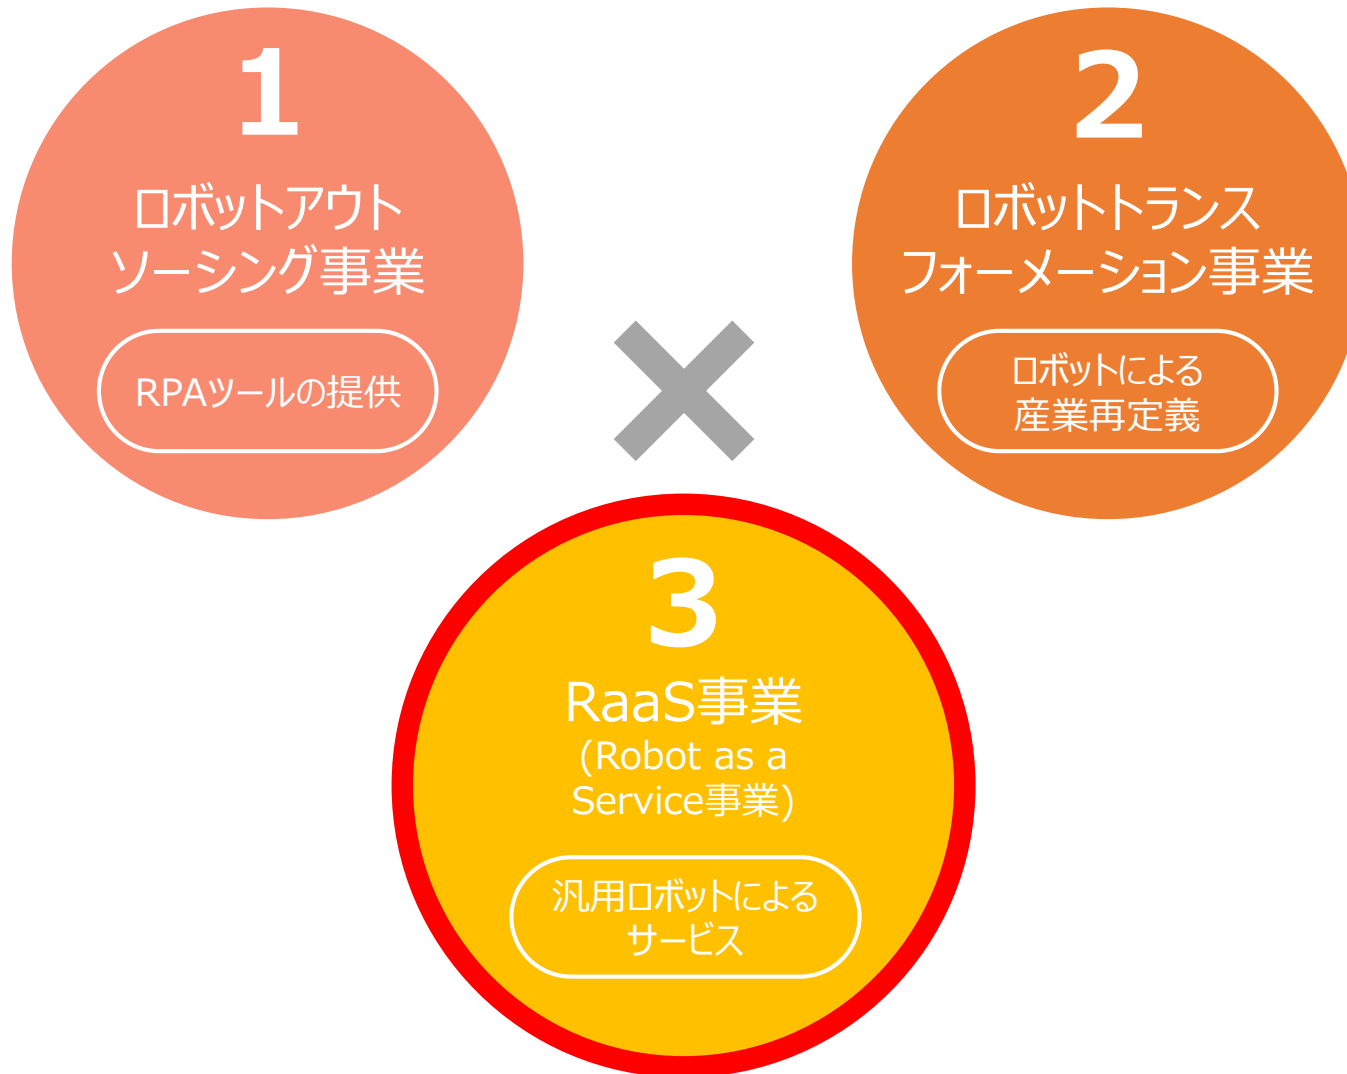 1
ロボットアウト
ソーシング事業
RPAツールの提供
2
ロボットトランス
フォーメーション事業
ロボットによる
産業再定義
3
RaaS事業
(Robot as a
Service事業)
汎用ロボットによる
サービス